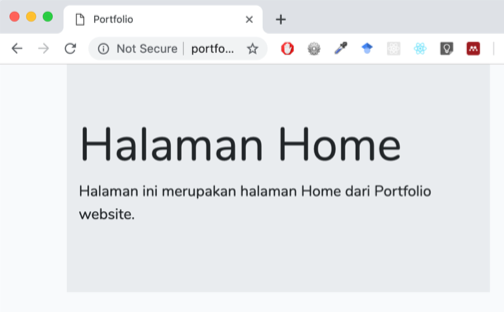 Portfolio
Not Secure | portfo...
Halaman Home
Halaman ini merupakan halaman Home dari Portfolio
website.